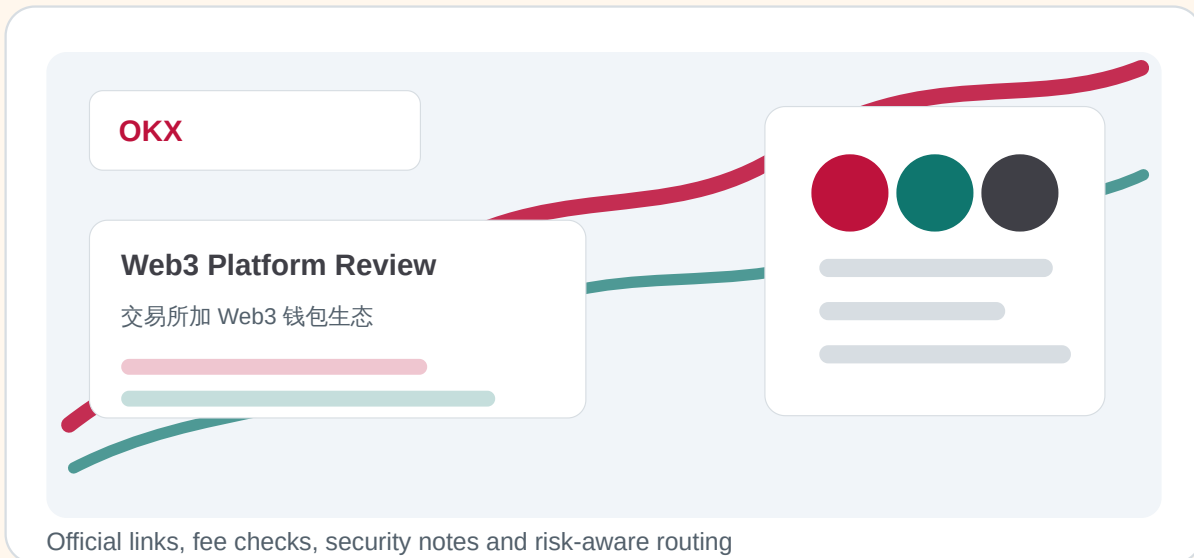 OKX
Web3 Platform Review
交易所加 Web3 钱包生态
Official links, fee checks, security notes and risk-aware routing